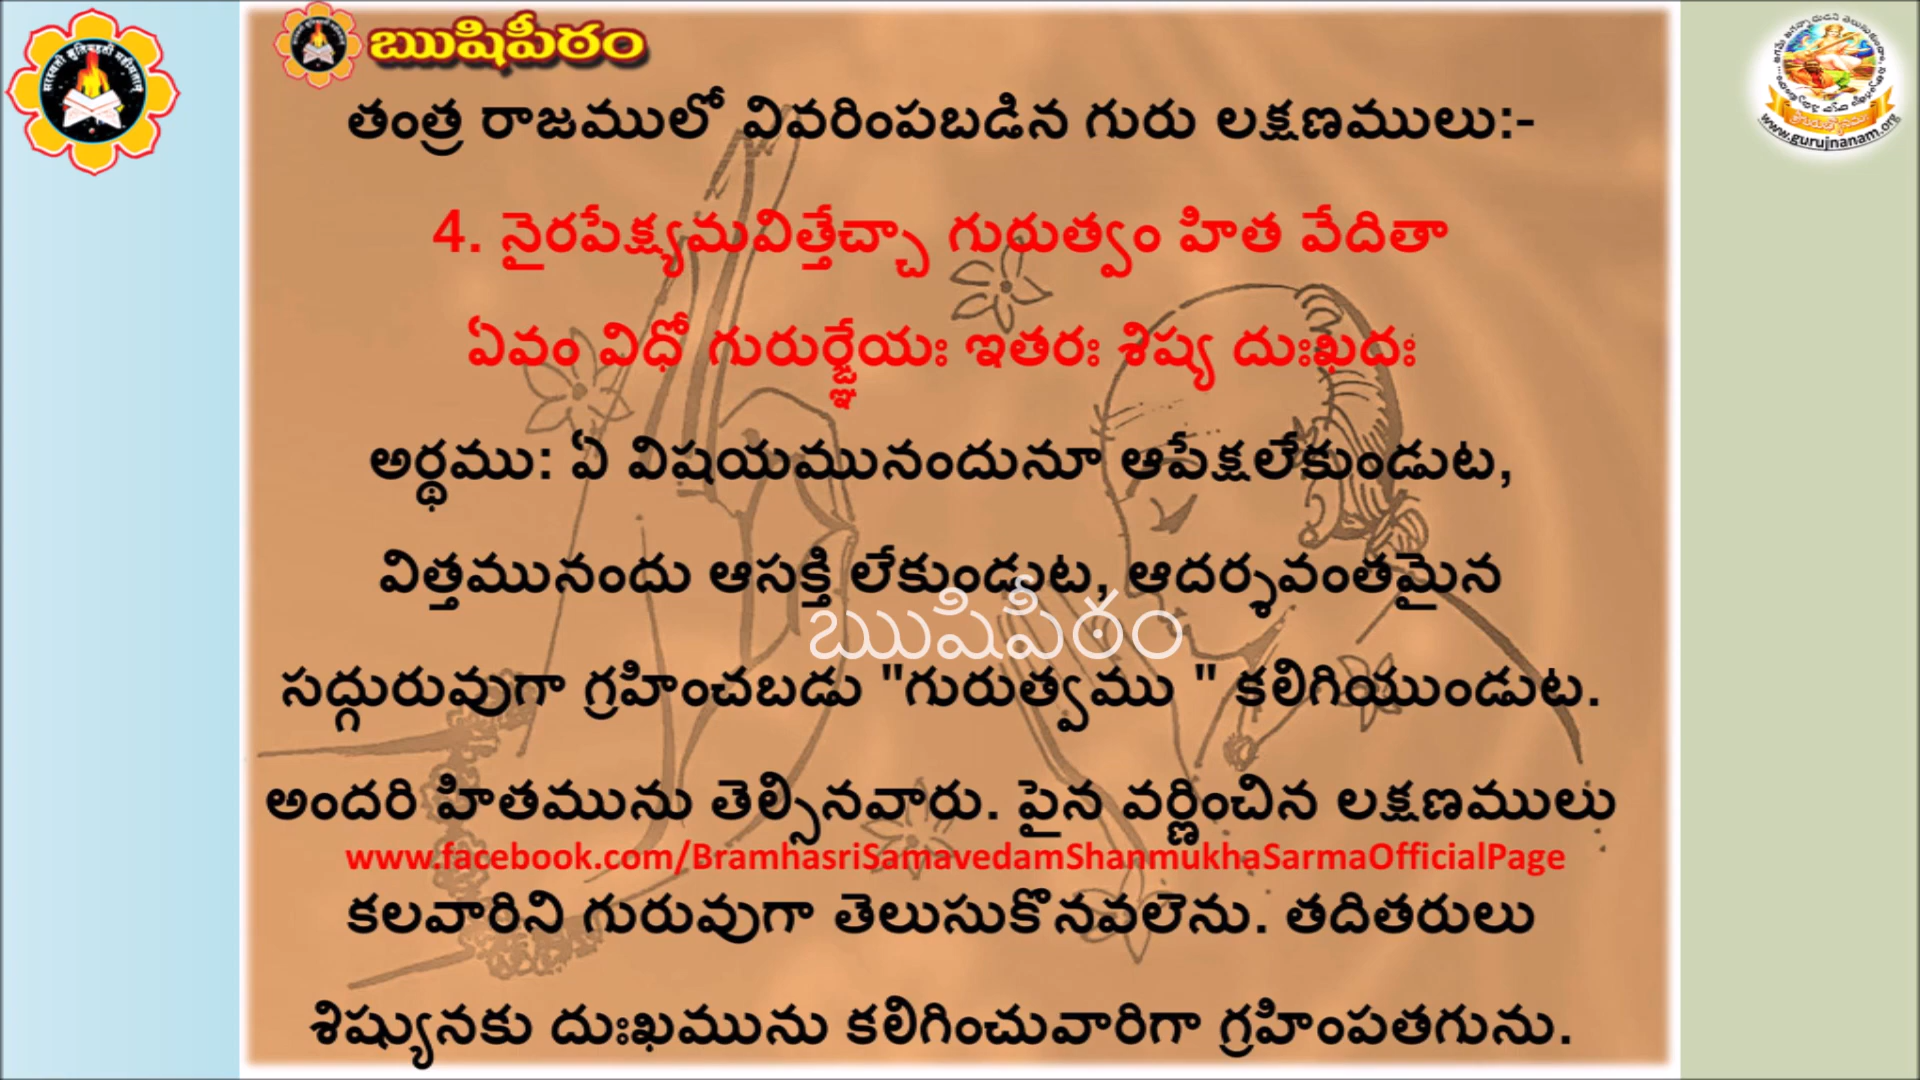 ఋషిపీఠం
తంత్ర రాజములో వివరింపబడిన గురు లక్షణములు:-
4. నైరపేక్ష్యమవిత్తేచ్చా గురుత్వం హిత వేదితా
ఏవం విధో గురుర్జ్ఞేయః ఇతరః శిష్య దుఃఖదః
అర్థము: ఏ విషయమునందునూ ఆపేక్షలేకుండుట,
విత్తమునందు ఆసక్తి లేకుండుట, ఆదర్శవంతమైన
ఋషిపీఠం
సద్గురువుగా గ్రహించబడు "గురుత్వము " కలిగియుండుట.
అందరి హితమును తెల్సినవారు. పైన వర్ణించిన లక్షణములు
www.facebook.com/BramhasriSamavedamShanmukhaSarmaOfficialPage
కలవారిని గురువుగా తెలుసుకొనవలెను. తదితరులు
శిష్యునకు దుఃఖమును కలిగించువారిగా గ్రహింపతగును.
www.gurujnanam.org